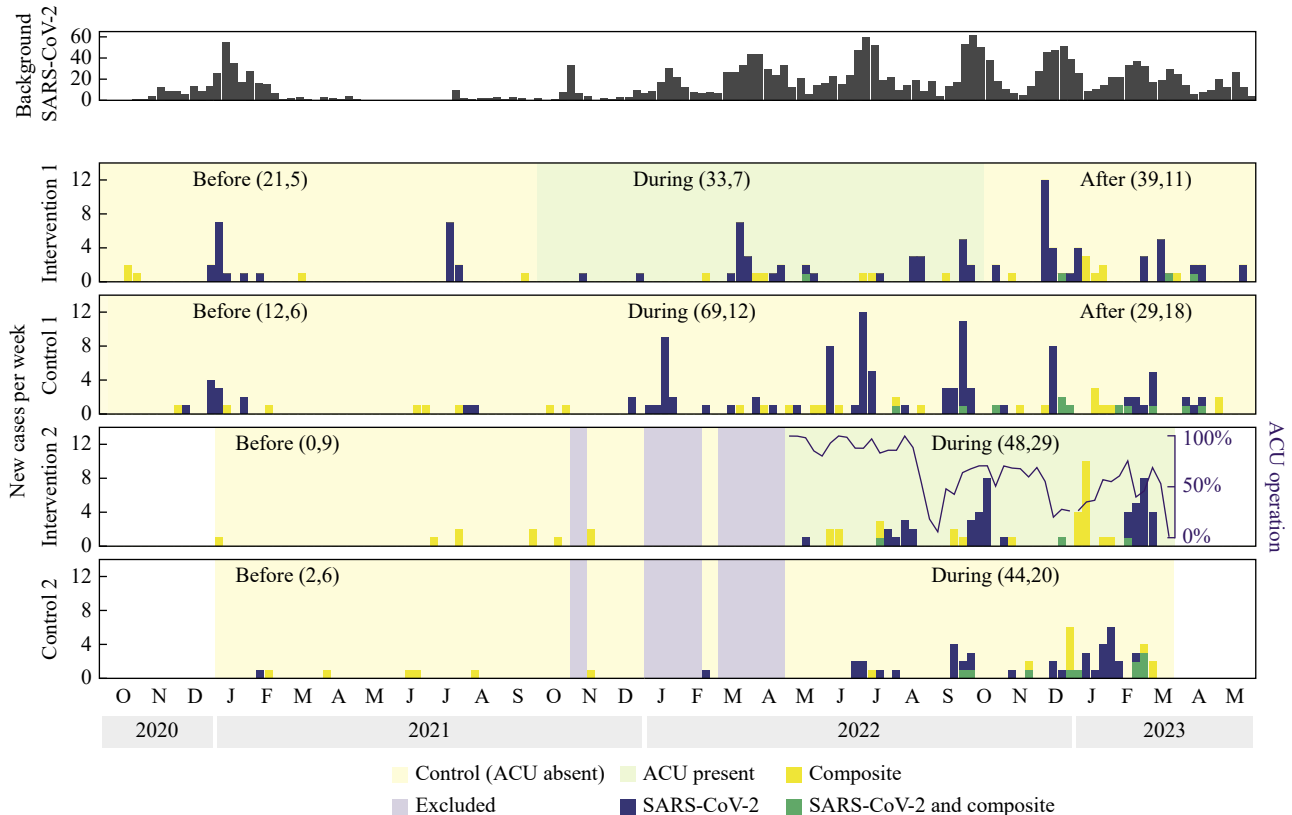 Background
SARS-CoV-2
60
40
20
0
New cases per week
Intervention 1
12
8
4
0
Before (21,5)
During (33,7)
After (39,11)
Control 1
12
8
4
0
Before (12,6)
During (69,12)
After (29,18)
Intervention 2
12
8
4
0
Before (0,9)
During (48,29)
100%
50%
0%
ACU operation
Control 2
12
8
4
0
Before (2,6)
During (44,20)
O N D J F M A M J J A S O N D J F M A M J J A S O N D J F M A M
2020 2021 2022 2023
Control (ACU absent) ACU present Composite
Excluded SARS-CoV-2 SARS-CoV-2 and composite